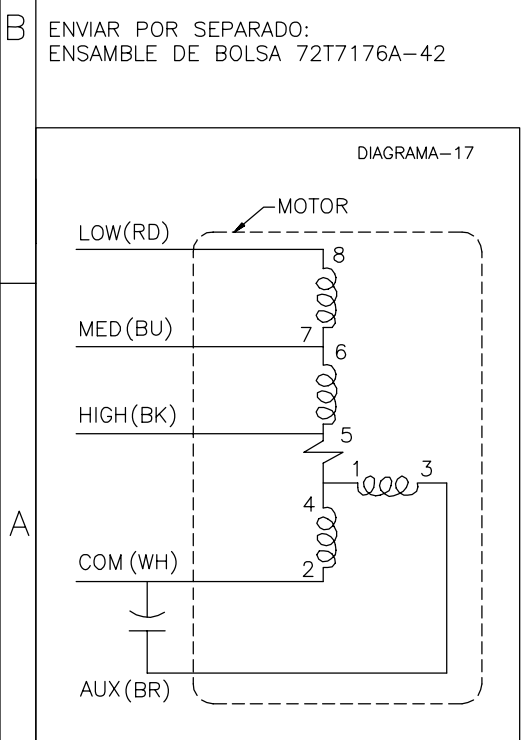 B
ENVIAR POR SEPARADO:
ENSAMBLE DE BOLSA 72T7176A-42
DIAGRAMA-17
MOTOR
LOW(RD)
8
MED(BU)
7
6
HIGH(BK)
5
1
3
A
4
COM(WH)
2
AUX(BR)